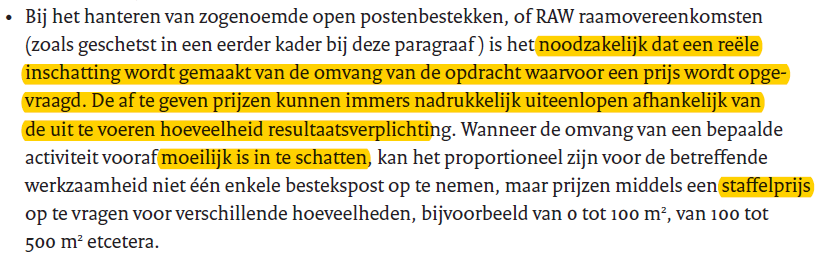 • Bij het hanteren van zogenoemde open postenbestekken, of RAW raamovereenkomsten
(zoals geschetst in een eerder kader bij deze paragraaf) is het noodzakelijk dat een reële
inschatting wordt gemaakt van de omvang van de opdracht waarvoor een prijs wordt opge-
vraagd. De af te geven prijzen kunnen immers nadrukkelijk uiteenlopen afhankelijk van
de uit te voeren hoeveelheid resultaatsverplichting. Wanneer de omvang van een bepaalde
activiteit vooraf moeilijk is in te schatten, kan het proportioneel zijn voor de betreffende
werkzaamheid niet één enkele bestekspost op te nemen, maar prijzen middels een staffelprijs
op te vragen voor verschillende hoeveelheden, bijvoorbeeld van 0 tot 100 m², van 100 tot
500 m² etcetera.